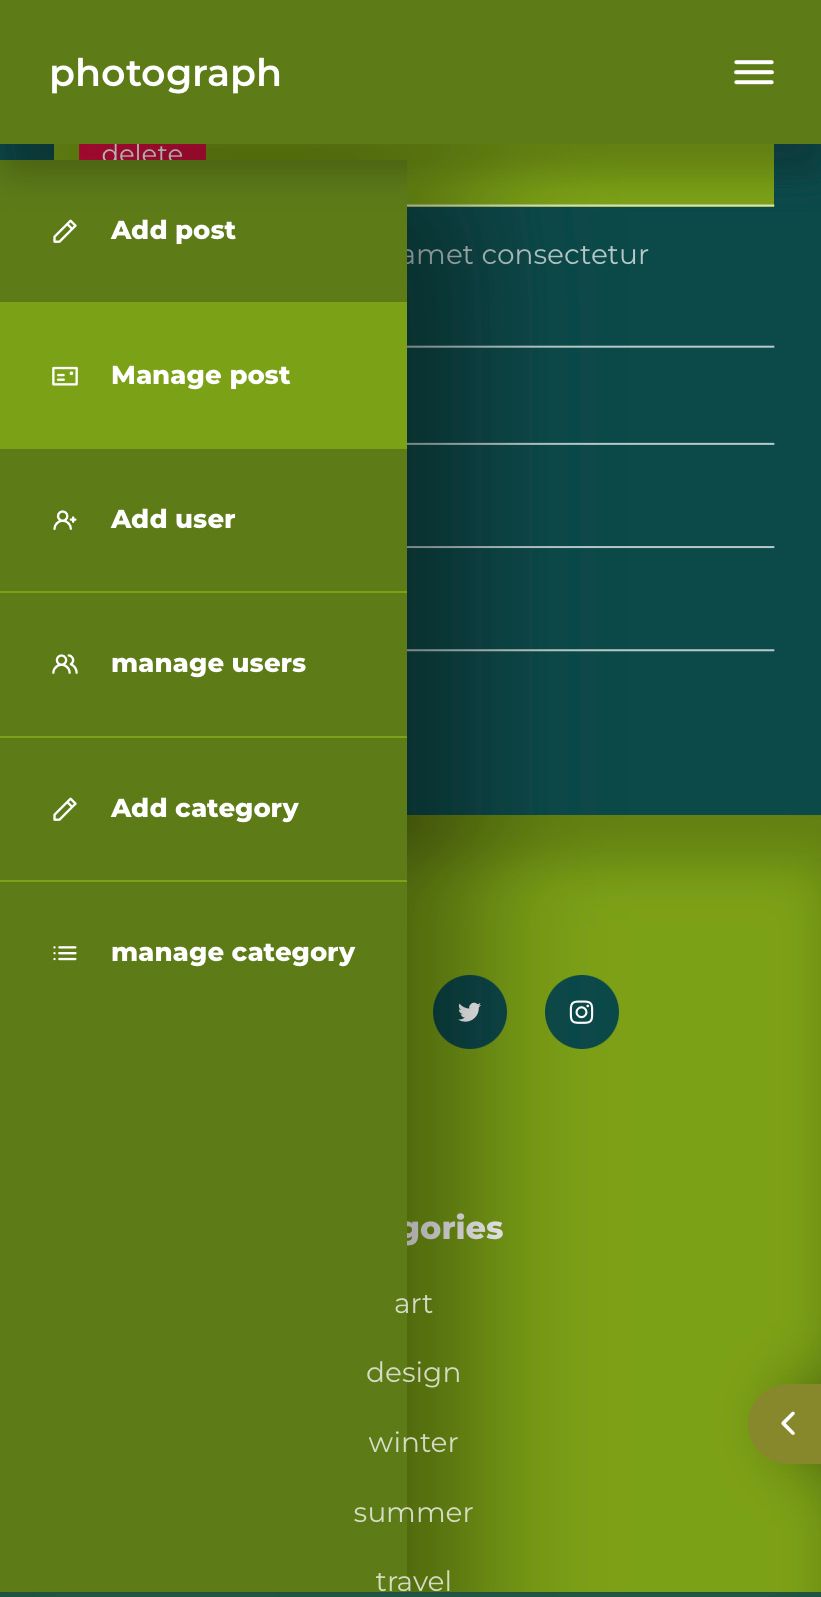 photograph
delete
Add post
amet consectetur
Manage post
Add user
manage users
Add category
manage category
gories
art
design
winter
summer
travel